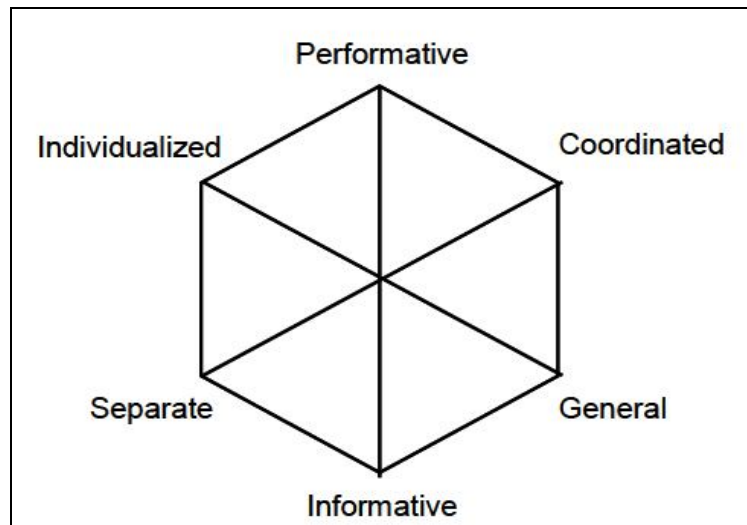 Performative
Individualized
Coordinated
Separate
General
Informative